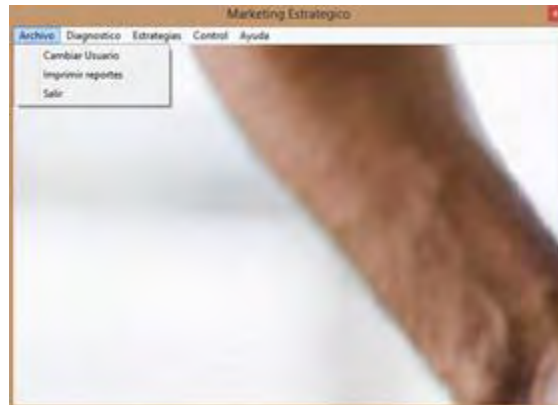 Marketing Estrategico
Archivo Diagnostico Estrategias Control Ayuda
Cambiar Usuario
Imprimir reportes
Salir